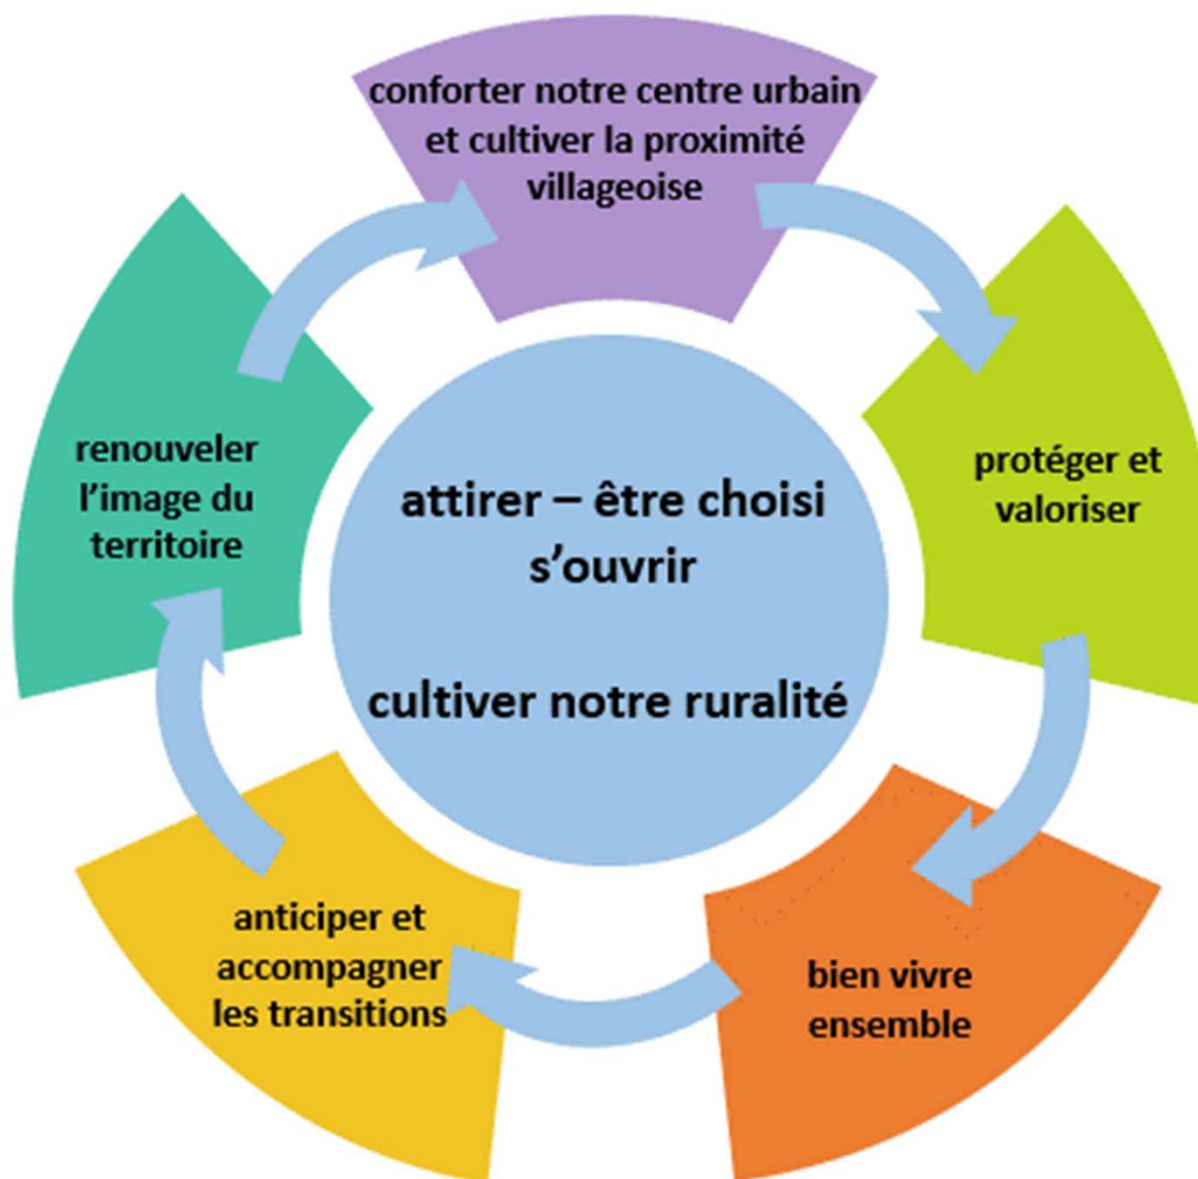 conforter notre centre urbain
et cultiver la proximité
villageoise
protéger et
valoriser
bien vivre
ensemble
anticiper et
accompagner
les transitions
renouveler
l’image du
territoire
attirer – être choisi
s’ouvrir
cultiver notre ruralité